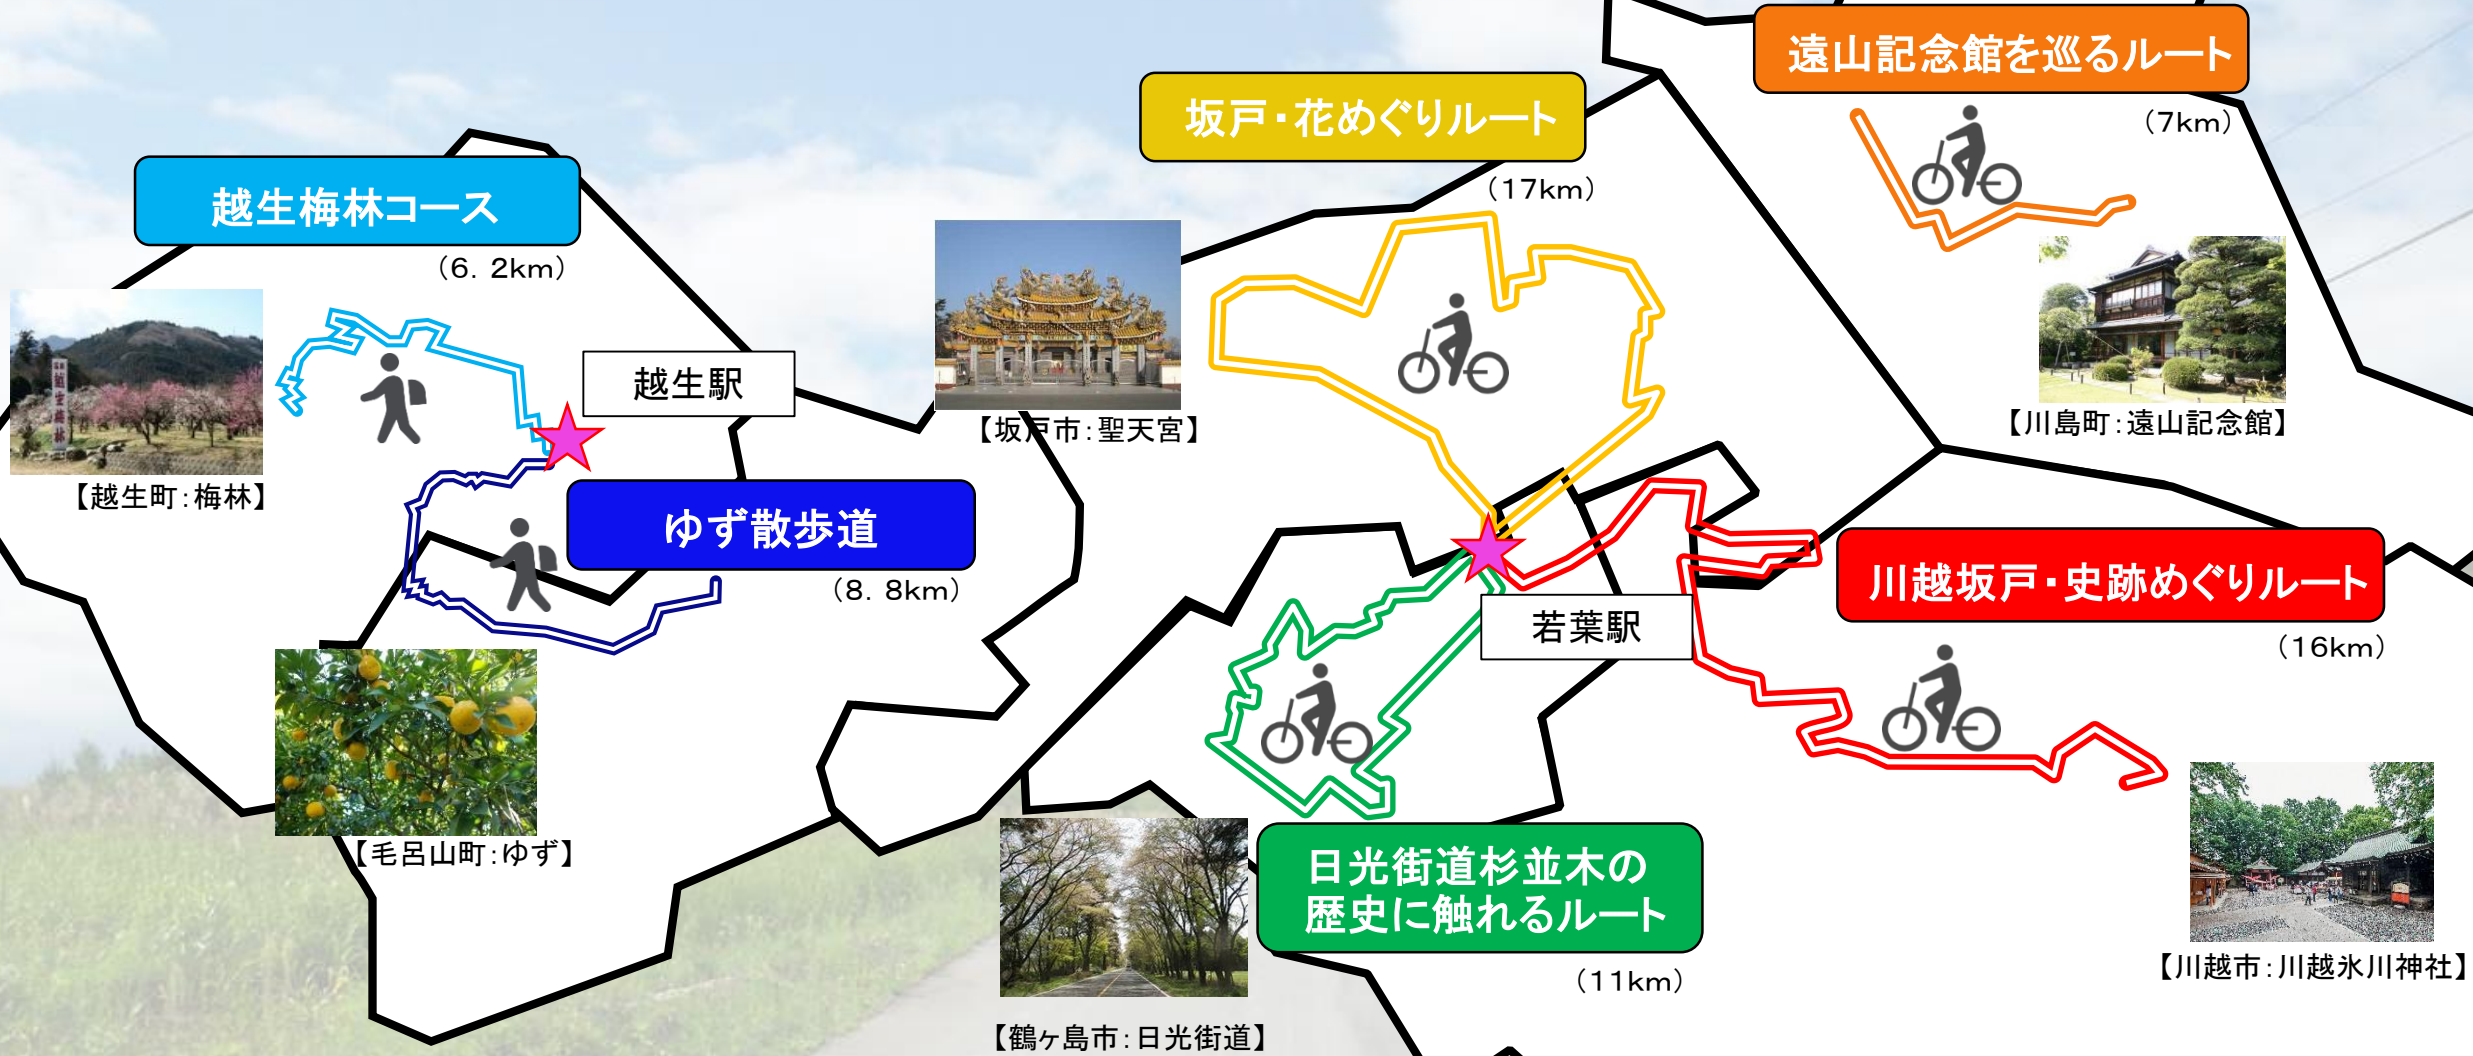 遠山記念館を巡るルート
（7km）
坂戸・花めぐりルート
（17km）
越生梅林コース
（6．2km）
越生梅林
越生駅
【越生町：梅林】
【坂戸市：聖天宮】
【川島町：遠山記念館】
ゆず散歩道
（8．8km）
川越坂戸・史跡めぐりルート
（16km）
若葉駅
【毛呂山町：ゆず】
日光街道杉並木の
歴史に触れるルート
（11km）
【川越市：川越氷川神社】
【鶴ヶ島市：日光街道】